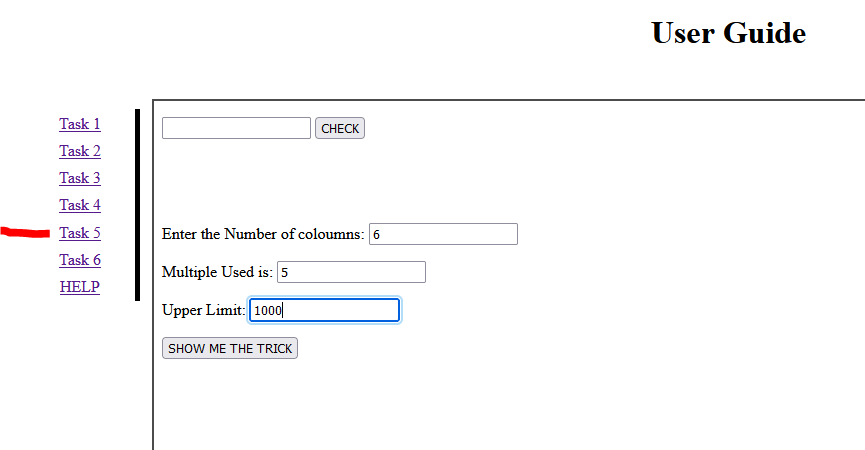 User Guide
Task 1
Task 2
Task 3
Task 4
Task 5
Task 6
HELP
CHECK
Enter the Number of coloumns: 6
Multiple Used is: 5
Upper Limit: 1000
SHOW ME THE TRICK